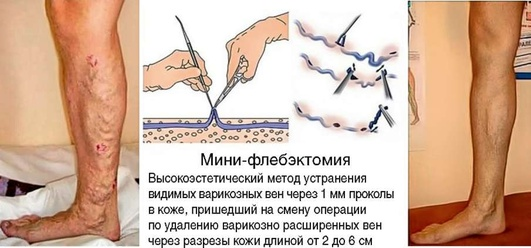 Мини-флебэктомия
Высокоэстетический метод устранения
видимых варикозных вен через 1 мм проколы
в коже, пришедший на смену операции
по удалению варикозно расширенных вен
через разрезы кожи длиной от 2 до 6 см